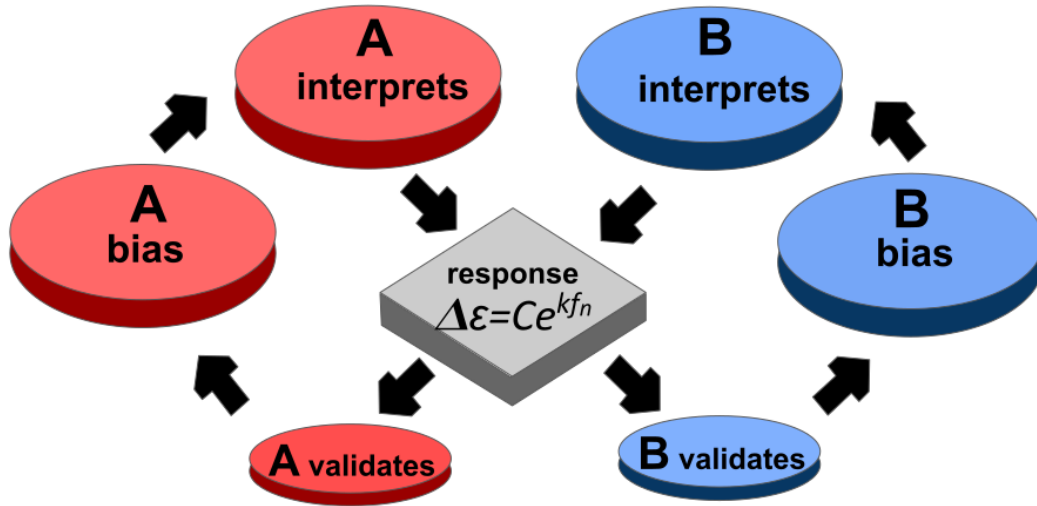 A
interprets
B
interprets
A
bias
B
bias
response
Δε=Ce^{kf_n}
A validates
B validates